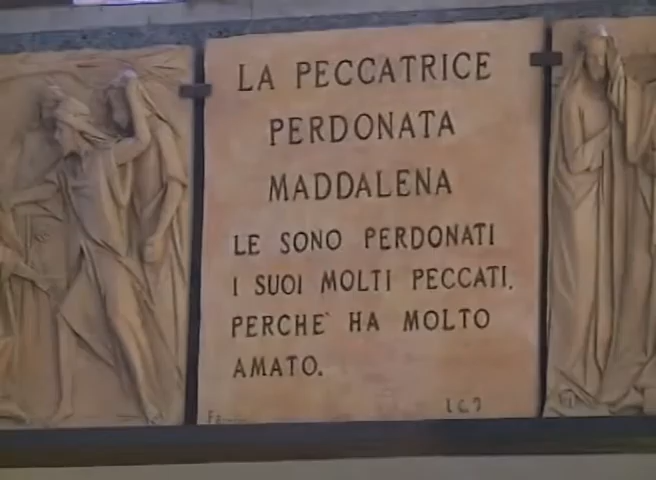 LA PECCATRICE
PERDONATA
MADDALENA
LE SONO PERDONATI
I SUOI MOLTI PECCATI.
PERCHE' HA MOLTO
AMATO.